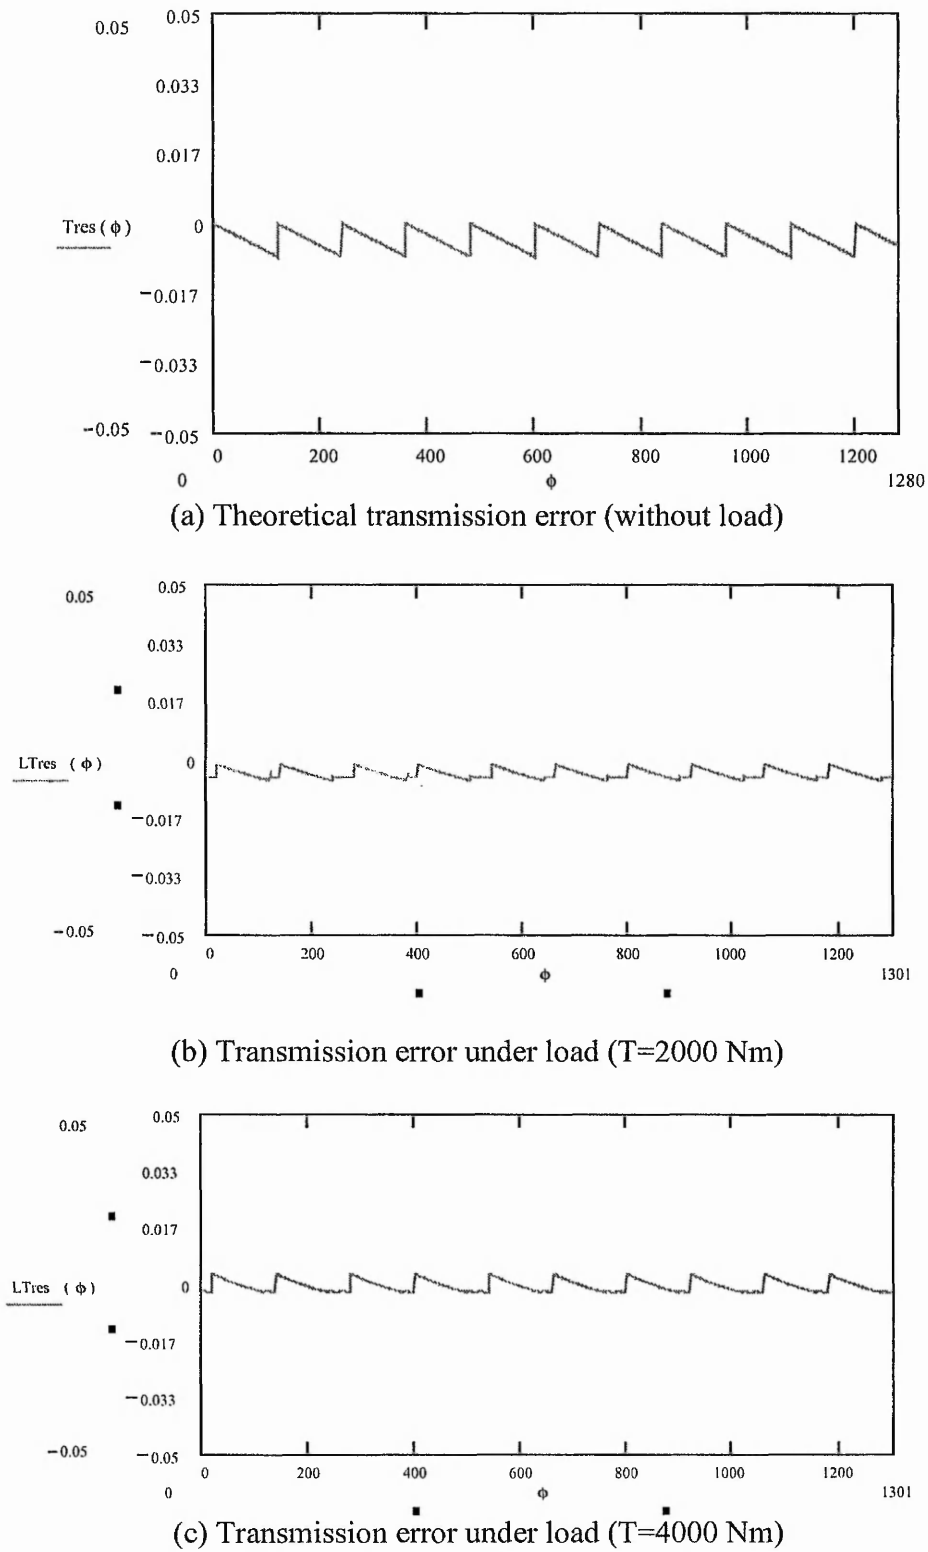 0.05
0.05
0.033
0.017
Tres ( ϕ )
0
−0.017
−0.033
−0.05
−0.05
0 200 400 600 800 1000 1200
0 ϕ 1280
(a) Theoretical transmission error (without load)
0.05
0.05
0.033
0.017
LTres ( ϕ )
0
−0.017
−0.033
−0.05
−0.05
0 200 400 600 800 1000 1200
0 ϕ 1301
(b) Transmission error under load (T=2000 Nm)
0.05
0.05
0.033
0.017
LTres ( ϕ )
0
−0.017
−0.033
−0.05
−0.05
0 200 400 600 800 1000 1200
0 ϕ 1301
(c) Transmission error under load (T=4000 Nm)